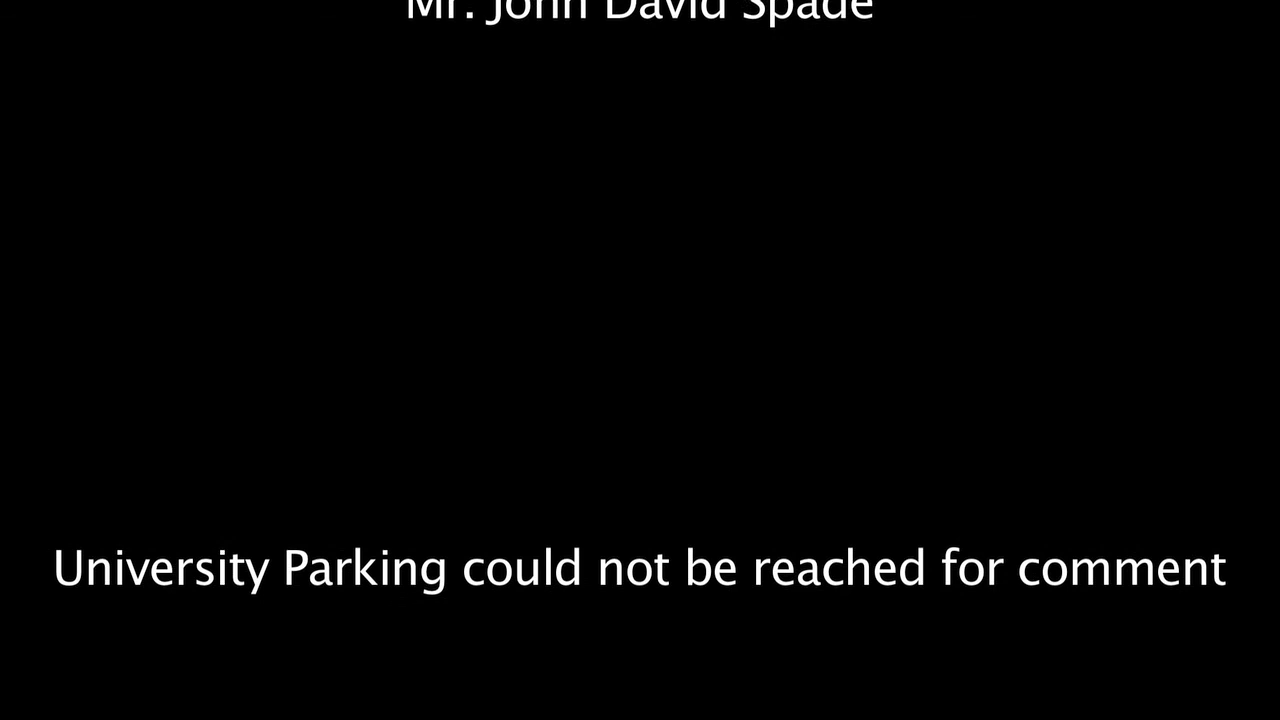 Mr. John David Spade
University Parking could not be reached for comment